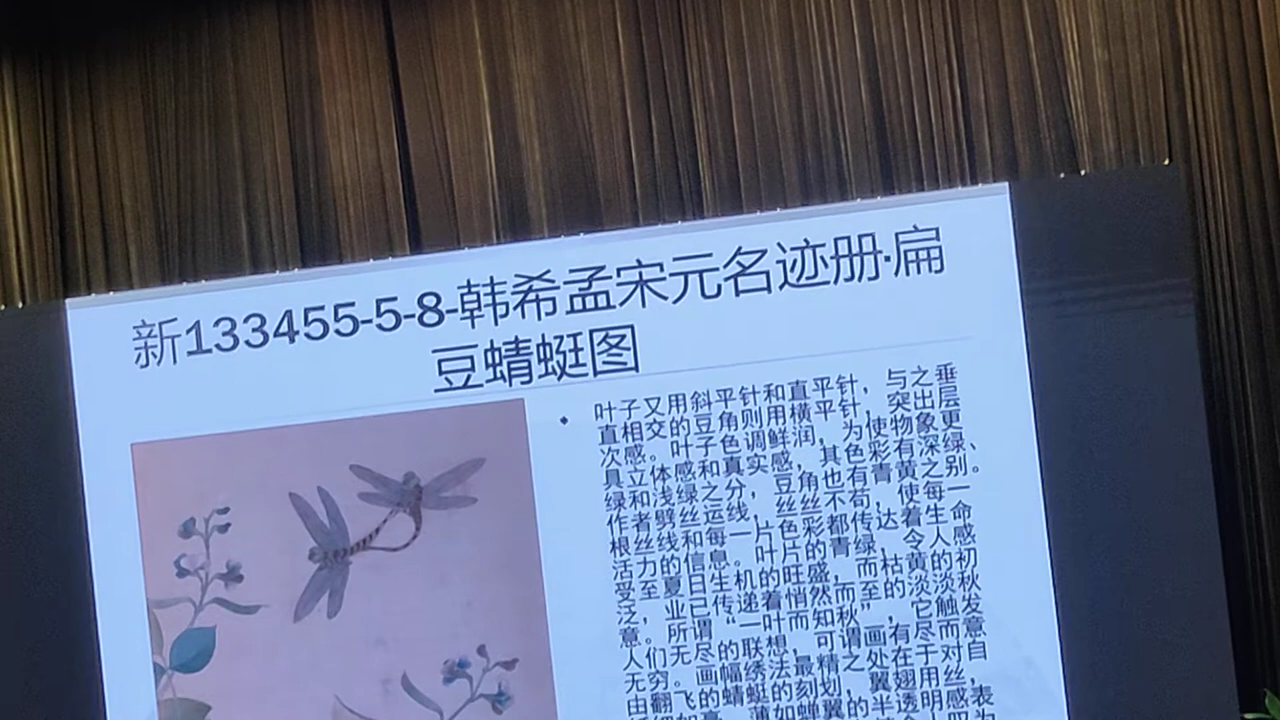 新133455-5-8-韩希孟宋元名迹册·扁
豆蜻蜓图
• 叶子又用斜平针和直平针，与之垂
直相交的豆角则用横平针，突出层
次感。叶子色调鲜润，为使物象更
具立体感和真实感，其色彩有深绿、
绿和浅绿之分，豆角也有青黄之别。
作者劈丝运线，丝丝不苟，使每一
根丝线和每一片色彩都传达着生命
活力的信息。叶片的青绿，令人感
受至夏日生机的旺盛，而枯黄的初
泛，业已传递着悄然而至的淡淡秋
意。所谓“一叶而知秋”，它触发
人们无尽的联想，可谓画有尽而意
无穷。画幅绣法最精之处在于对自
由翻飞的蜻蜓的刻划，翼翅用丝，
薄如蝉翼的半透明感表